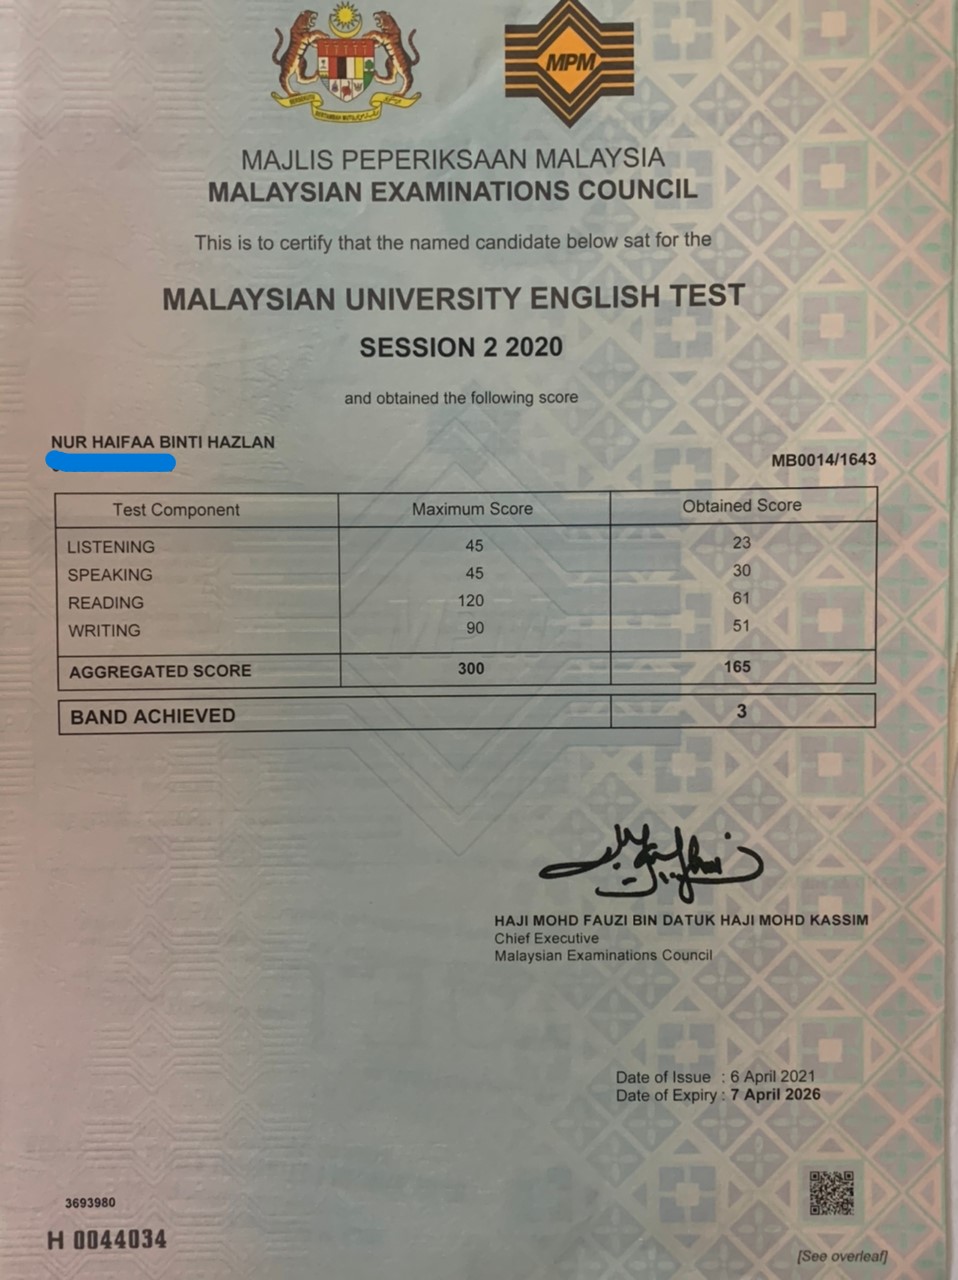 MPM
MAJLIS PEPERIKSAAN MALAYSIA
MALAYSIAN EXAMINATIONS COUNCIL
This is to certify that the named candidate below sat for the
MALAYSIAN UNIVERSITY ENGLISH TEST
SESSION 2 2020
and obtained the following score
NUR HAIFAA BINTI HAZLAN
MB0014/1643
Test Component Maximum Score Obtained Score
LISTENING 45 23
SPEAKING 45 30
READING 120 61
WRITING 90 51
AGGREGATED SCORE 300 165
BAND ACHIEVED 3
HAJI MOHD FAUZI BIN DATUK HAJI MOHD KASSIM
Chief Executive
Malaysian Examinations Council
Date of Issue : 6 April 2021
Date of Expiry : 7 April 2026
3693980
H 0044034
[See overleaf]